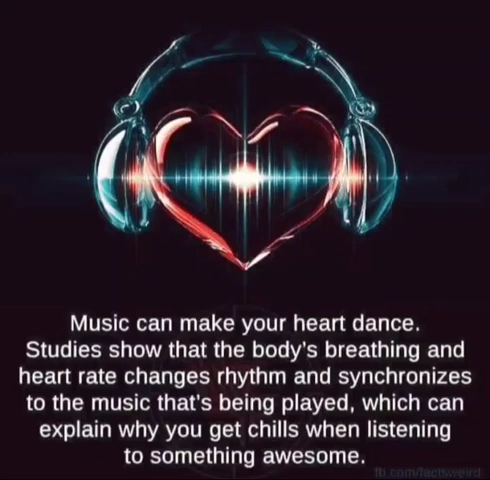 Music can make your heart dance.
Studies show that the body's breathing and
heart rate changes rhythm and synchronizes
to the music that's being played, which can
explain why you get chills when listening
to something awesome.
fb.com/factsweird